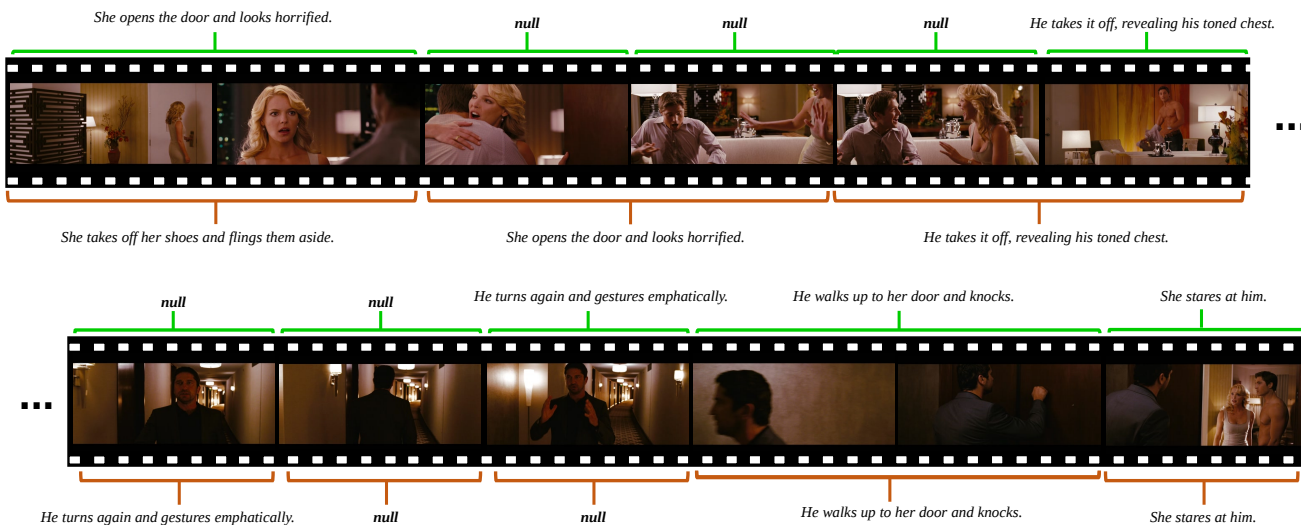 She opens the door and looks horrified.
null
null
null
He takes it off, revealing his toned chest.
...
She takes off her shoes and flings them aside.
She opens the door and looks horrified.
He takes it off, revealing his toned chest.
null
null
He turns again and gestures emphatically.
He walks up to her door and knocks.
She stares at him.
...
He turns again and gestures emphatically.
null
null
He walks up to her door and knocks.
She stares at him.